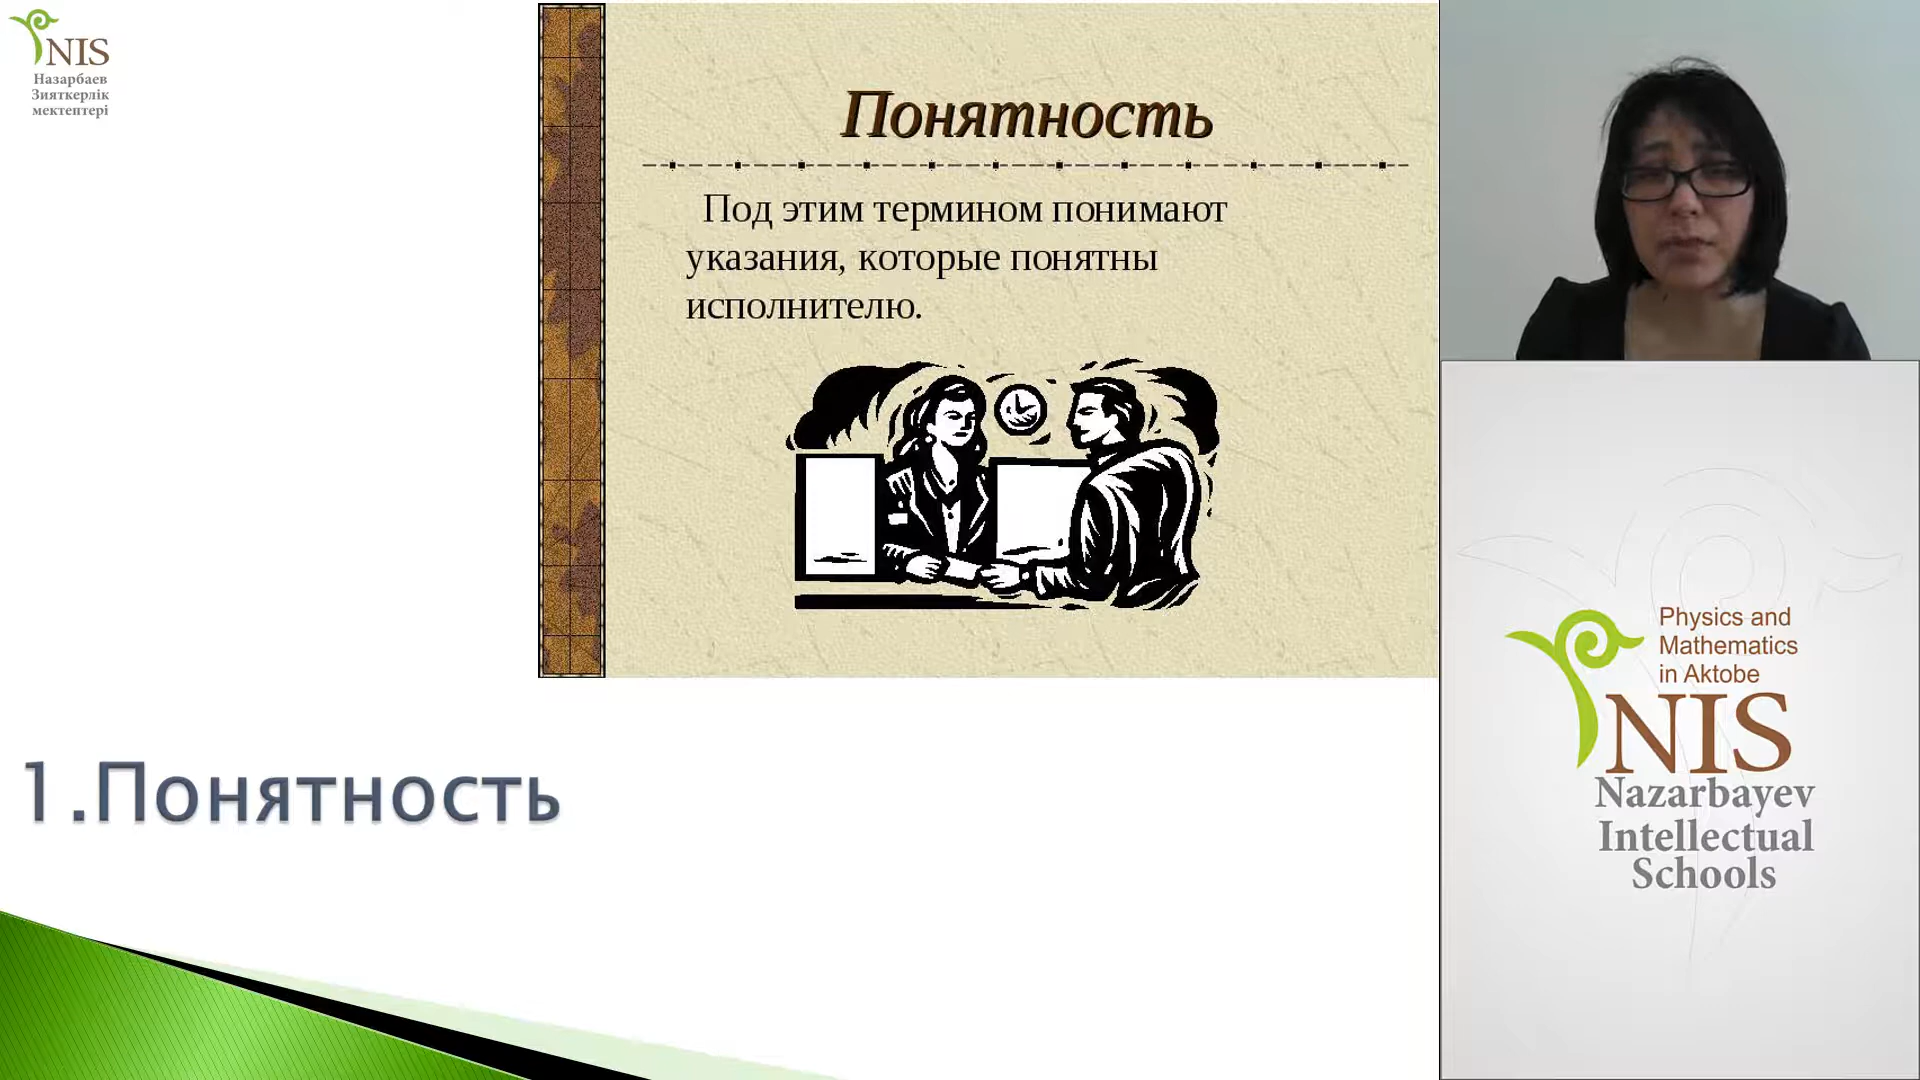 NIS
Назарбаев
Зияткерлік
мектептері
Понятность
Под этим термином понимают
указания, которые понятны
исполнителю.
1.Понятность
Physics and
Mathematics
in Aktobe
NIS
Nazarbayev
Intellectual
Schools